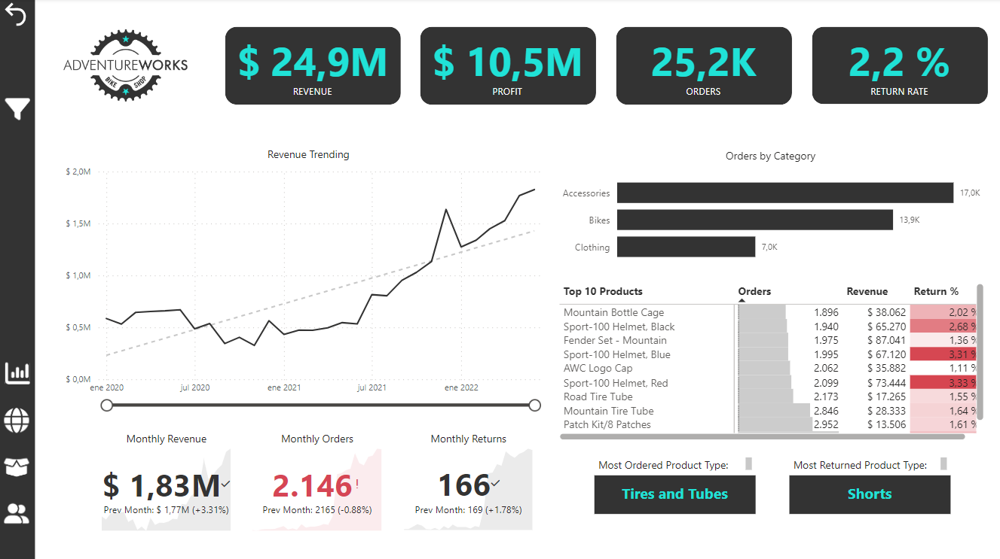 ADVENTUREWORKS
BIKE SHOP
$ 24,9M
REVENUE
$ 10,5M
PROFIT
25,2K
ORDERS
2,2 %
RETURN RATE
Revenue Trending
$ 2,0M
$ 1,5M
$ 1,0M
$ 0,5M
$ 0,0M
ene 2020 jul 2020 ene 2021 jul 2021 ene 2022
Orders by Category
Accessories 17,0K
Bikes 13,9K
Clothing 7,0K
Top 10 Products Orders Revenue Return %
Mountain Bottle Cage 1.896 $ 38.062 2,02 %
Sport-100 Helmet, Black 1.940 $ 65.270 2,68 %
Fender Set - Mountain 1.975 $ 87.041 1,36 %
Sport-100 Helmet, Blue 1.995 $ 67.120 3,31 %
AWC Logo Cap 2.062 $ 35.882 1,11 %
Sport-100 Helmet, Red 2.099 $ 73.444 3,33 %
Road Tire Tube 2.173 $ 17.265 1,55 %
Mountain Tire Tube 2.846 $ 28.333 1,64 %
Patch Kit/8 Patches 2.952 $ 13.506 1,61 %
Monthly Revenue
$ 1,83M
Prev Month: $ 1,77M (+3.31%)
Monthly Orders
2.146!
Prev Month: 2165 (-0.88%)
Monthly Returns
166
Prev Month: 169 (+1.78%)
Most Ordered Product Type:
Tires and Tubes
Most Returned Product Type:
Shorts